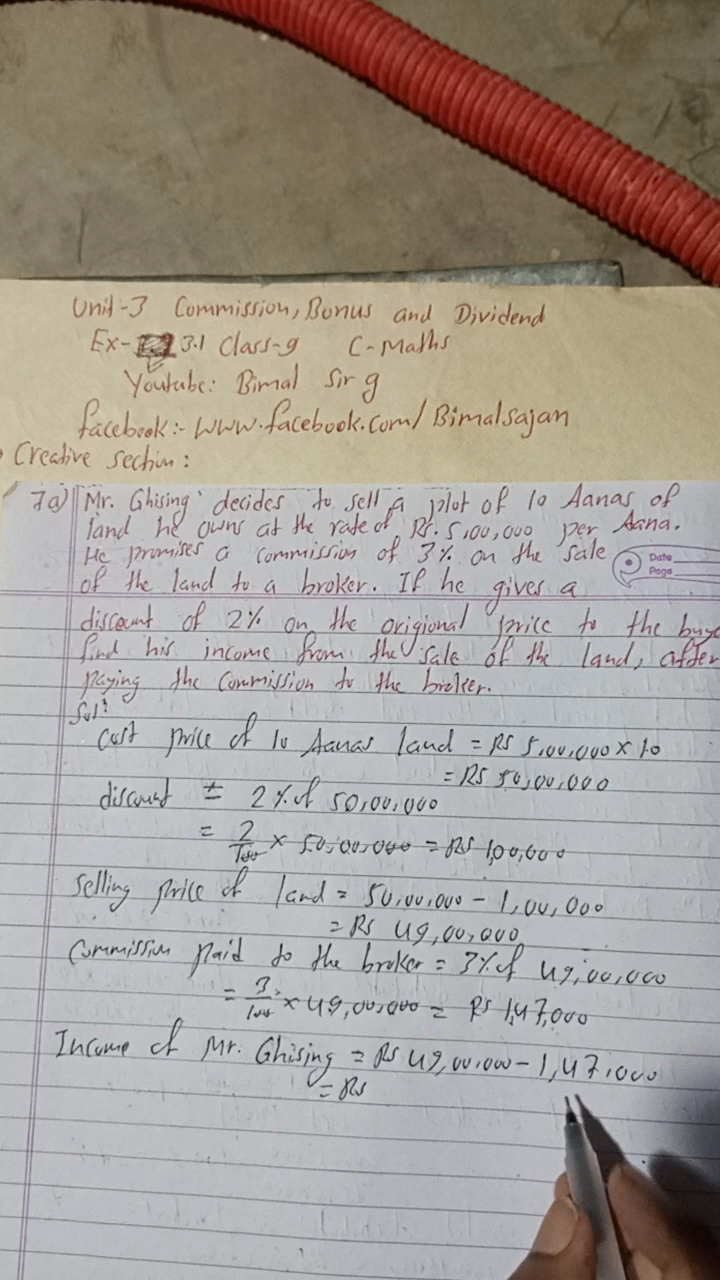 Unit-3 Commission, Bonus and Dividend
Ex- 3.1 Class-9 C-Maths
Youtube: Bimal Sir 9
facebook:- www.facebook.com/Bimalsajan
Creative section:
7a) Mr. Ghising decides to sell a plot of 10 Aanas of
land he owns at the rate of Rs. 5,00,000 per Aana.
He promises a commission of 3% on the sale
Date
Page
of the land to a broker. If he gives a
discount of 2% on the origional price to the buye
find his income from the sale of the land, after
paying the commission to the broker.
Solⁿ
Cost price of 10 Aanas land = Rs 5,00,000 × 10
= Rs 50,00,000
discount = 2% of 50,00,000
= 2/100 × 50,00,000 = Rs 1,00,000
Selling price of land = 50,00,000 - 1,00,000
= Rs 49,00,000
Commission paid to the broker = 3% of 49,00,000
= 3/100 × 49,00,000 = Rs 1,47,000
Income of Mr. Ghising = Rs 49,00,000 - 1,47,000
= Rs